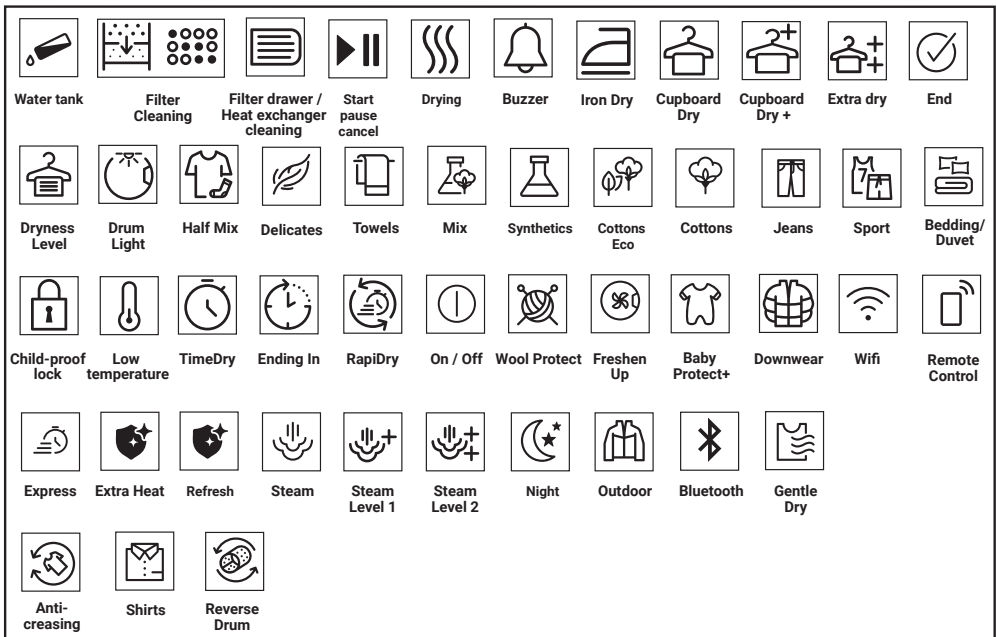 Water tank
Filter
Cleaning
Filter drawer /
Heat exchanger
cleaning
Start
pause
cancel
Drying
Buzzer
Iron Dry
Cupboard
Dry
Cupboard
Dry +
Extra dry
End
Dryness
Level
Drum
Light
Half Mix
Delicates
Towels
Mix
Synthetics
Cottons
Eco
Cottons
Jeans
7
Sport
Bedding/
Duvet
Child-proof
lock
Low
temperature
TimeDry
Ending In
RapiDry
On / Off
Wool Protect
Freshen
Up
Baby
Protect+
Downwear
Wifi
Remote
Control
Express
Extra Heat
Refresh
Steam
Steam
Level 1
Steam
Level 2
Night
Outdoor
Bluetooth
Gentle
Dry
Anti-
creasing
Shirts
Reverse
Drum